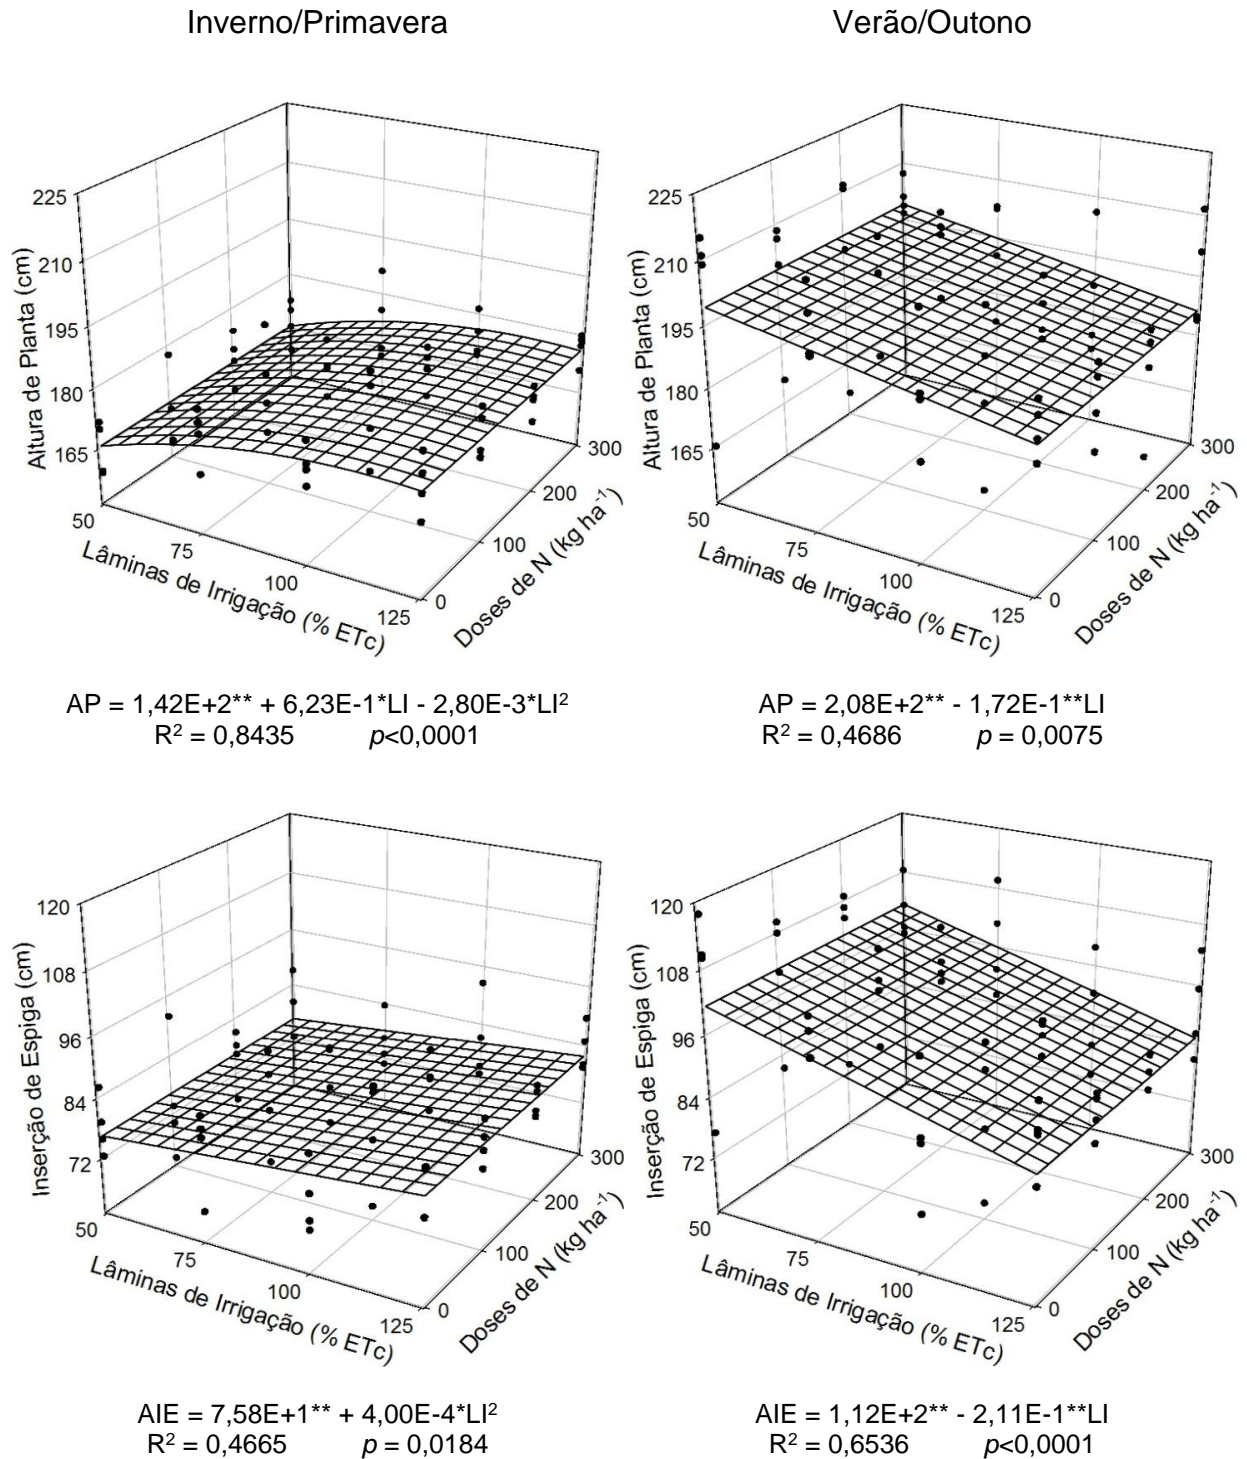 Inverno/Primavera
Verão/Outono
225
210
195
180
165
Altura de Planta (cm)
50
75
100
125
Lâminas de Irrigação (% ETc)
0
100
200
300
Doses de N (kg ha⁻¹)
225
210
195
180
165
Altura de Planta (cm)
50
75
100
125
Lâminas de Irrigação (% ETc)
0
100
200
300
Doses de N (kg ha⁻¹)
AP = 1,42E+2** + 6,23E-1*LI - 2,80E-3*LI²
R² = 0,8435 p<0,0001
AP = 2,08E+2** - 1,72E-1**LI
R² = 0,4686 p = 0,0075
120
108
96
84
72
Inserção de Espiga (cm)
50
75
100
125
Lâminas de Irrigação (% ETc)
0
100
200
300
Doses de N (kg ha⁻¹)
120
108
96
84
72
Inserção de Espiga (cm)
50
75
100
125
Lâminas de Irrigação (% ETc)
0
100
200
300
Doses de N (kg ha⁻¹)
AIE = 7,58E+1** + 4,00E-4*LI²
R² = 0,4665 p = 0,0184
AIE = 1,12E+2** - 2,11E-1**LI
R² = 0,6536 p<0,0001